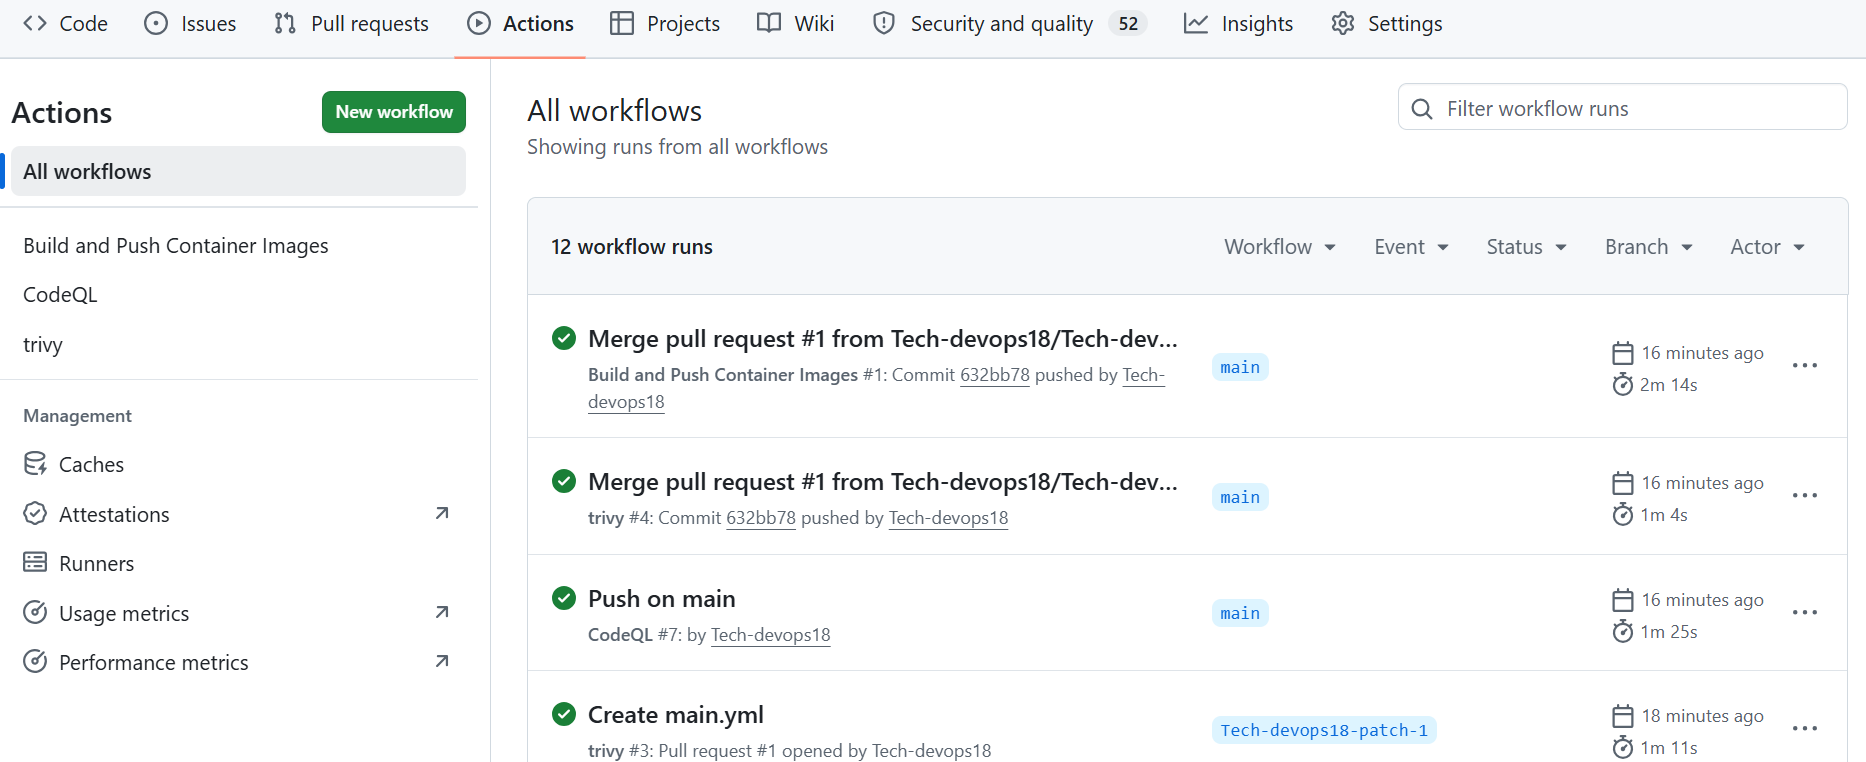 Code Issues Pull requests Actions Projects Wiki Security and quality 52 Insights Settings
Actions New workflow
All workflows
Build and Push Container Images
CodeQL
trivy
Management
Caches
Attestations
Runners
Usage metrics
Performance metrics
All workflows
Showing runs from all workflows
Filter workflow runs
12 workflow runs Workflow Event Status Branch Actor
Merge pull request #1 from Tech-devops18/Tech-dev...
Build and Push Container Images #1: Commit 632bb78 pushed by Tech-
devops18
main
16 minutes ago
2m 14s
Merge pull request #1 from Tech-devops18/Tech-dev...
trivy #4: Commit 632bb78 pushed by Tech-devops18
main
16 minutes ago
1m 4s
Push on main
CodeQL #7: by Tech-devops18
main
16 minutes ago
1m 25s
Create main.yml
trivy #3: Pull request #1 opened by Tech-devops18
Tech-devops18-patch-1
18 minutes ago
1m 11s